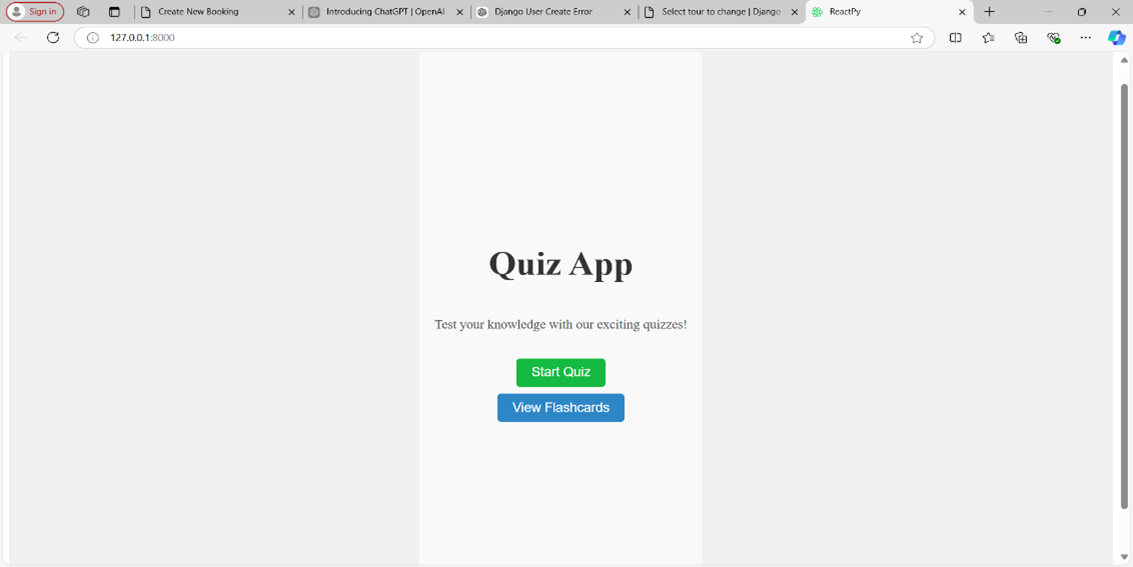 Sign in
Create New Booking
Introducing ChatGPT | OpenAI
Django User Create Error
Select tour to change | Django
ReactPy
127.0.0.1:8000
Quiz App
Test your knowledge with our exciting quizzes!
Start Quiz
View Flashcards